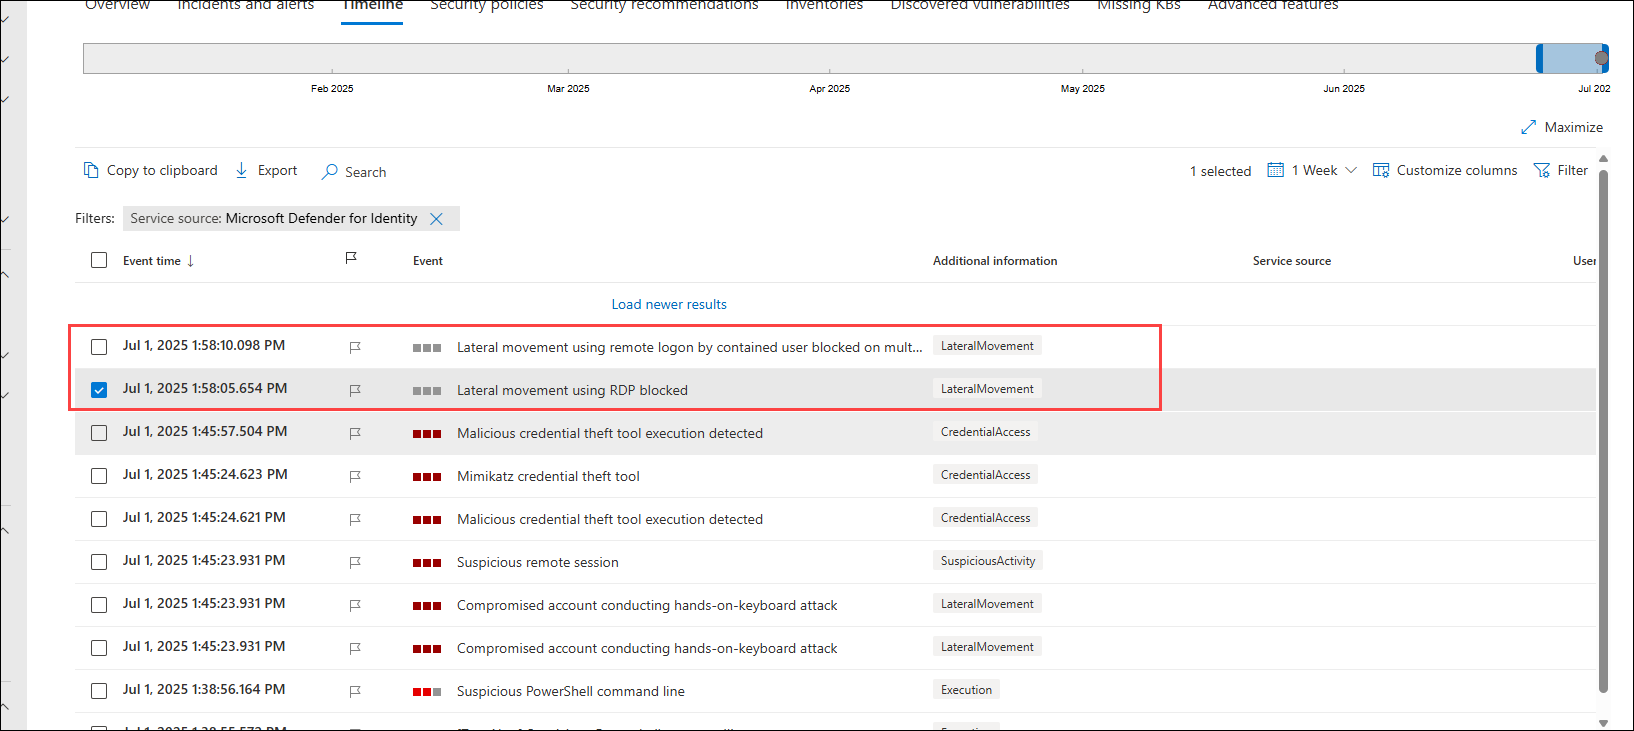 Overview Incidents and alerts Timeline Security policies Security recommendations Inventories Discovered vulnerabilities Missing KBs Advanced features
Feb 2025 Mar 2025 Apr 2025 May 2025 Jun 2025 Jul 202
Maximize
Copy to clipboard Export Search 1 selected 1 Week Customize columns Filter
Filters: Service source: Microsoft Defender for Identity
Event time Event Additional information Service source User
Load newer results
Jul 1, 2025 1:58:10.098 PM Lateral movement using remote logon by contained user blocked on mult... LateralMovement
Jul 1, 2025 1:58:05.654 PM Lateral movement using RDP blocked LateralMovement
Jul 1, 2025 1:45:57.504 PM Malicious credential theft tool execution detected CredentialAccess
Jul 1, 2025 1:45:24.623 PM Mimikatz credential theft tool CredentialAccess
Jul 1, 2025 1:45:24.621 PM Malicious credential theft tool execution detected CredentialAccess
Jul 1, 2025 1:45:23.931 PM Suspicious remote session SuspiciousActivity
Jul 1, 2025 1:45:23.931 PM Compromised account conducting hands-on-keyboard attack LateralMovement
Jul 1, 2025 1:45:23.931 PM Compromised account conducting hands-on-keyboard attack LateralMovement
Jul 1, 2025 1:38:56.164 PM Suspicious PowerShell command line Execution